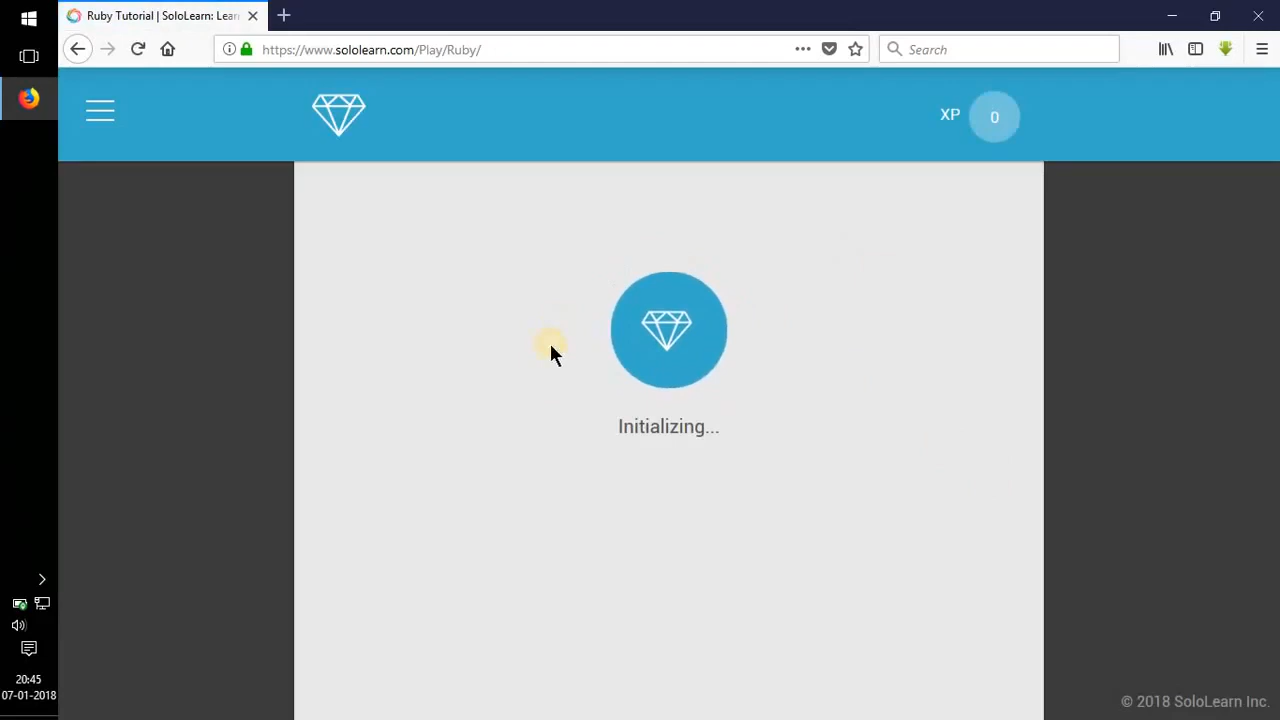 Ruby Tutorial | SoloLearn: Lear
https://www.sololearn.com/Play/Ruby/
Search
XP 0
Initializing...
20:45
07-01-2018
© 2018 SoloLearn Inc.